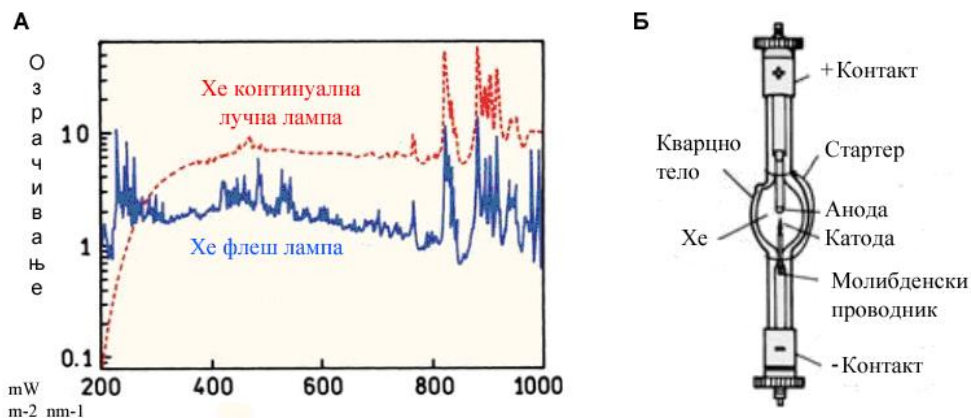 А
Озрачивање
10
1
0.1
200
400
600
800
1000
mW
m-2 nm-1
Xe континуална
лучна лампа
Xe флеш лампа
Б
+Контакт
Кварцно
тело
Стартер
Xe
Анода
Катода
Молибденски
проводник
-Контакт